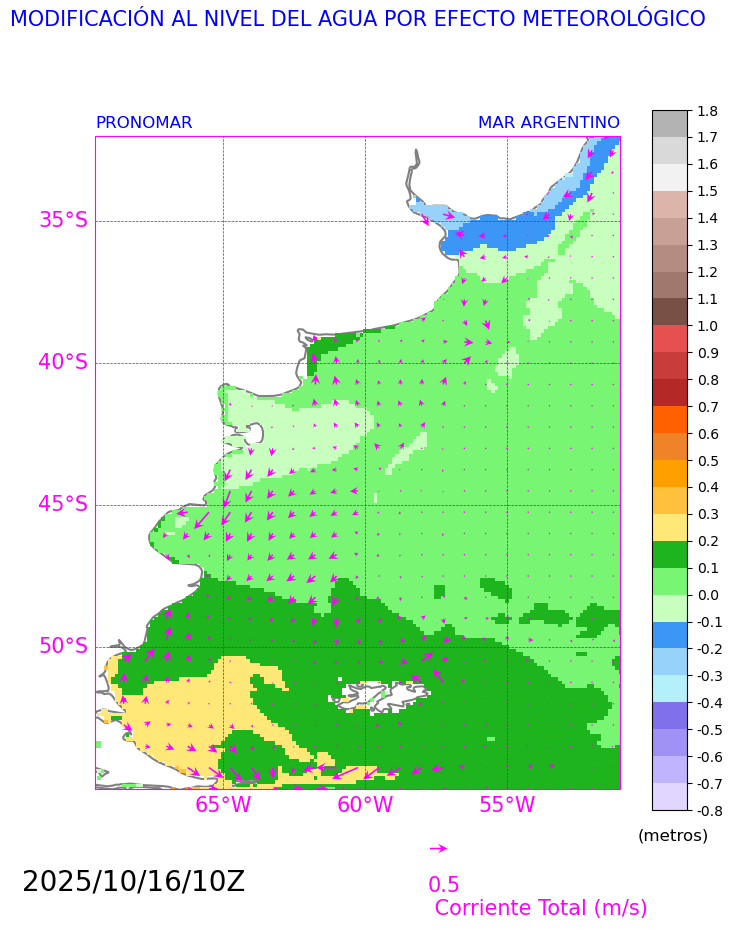 MODIFICACIÓN AL NIVEL DEL AGUA POR EFECTO METEOROLÓGICO
PRONOMAR
MAR ARGENTINO
35°S
40°S
45°S
50°S
65°W
60°W
55°W
1.8
1.7
1.6
1.5
1.4
1.3
1.2
1.1
1.0
0.9
0.8
0.7
0.6
0.5
0.4
0.3
0.2
0.1
0.0
-0.1
-0.2
-0.3
-0.4
-0.5
-0.6
-0.7
-0.8
(metros)
2025/10/16/10Z
0.5
Corriente Total (m/s)